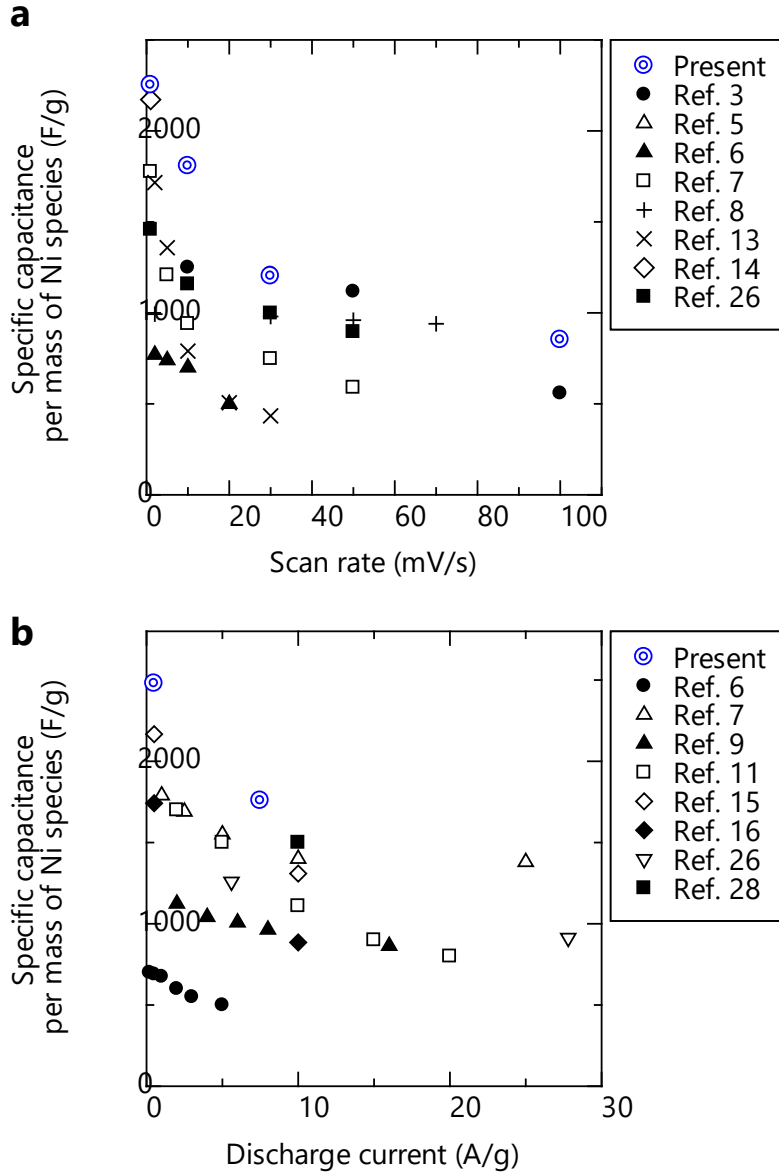 a
Specific capacitance
per mass of Ni species (F/g)
2000
1000
0
0 20 40 60 80 100
Scan rate (mV/s)
Present
Ref. 3
Ref. 5
Ref. 6
Ref. 7
Ref. 8
Ref. 13
Ref. 14
Ref. 26
b
Specific capacitance
per mass of Ni species (F/g)
2000
1000
0
0 10 20 30
Discharge current (A/g)
Present
Ref. 6
Ref. 7
Ref. 9
Ref. 11
Ref. 15
Ref. 16
Ref. 26
Ref. 28